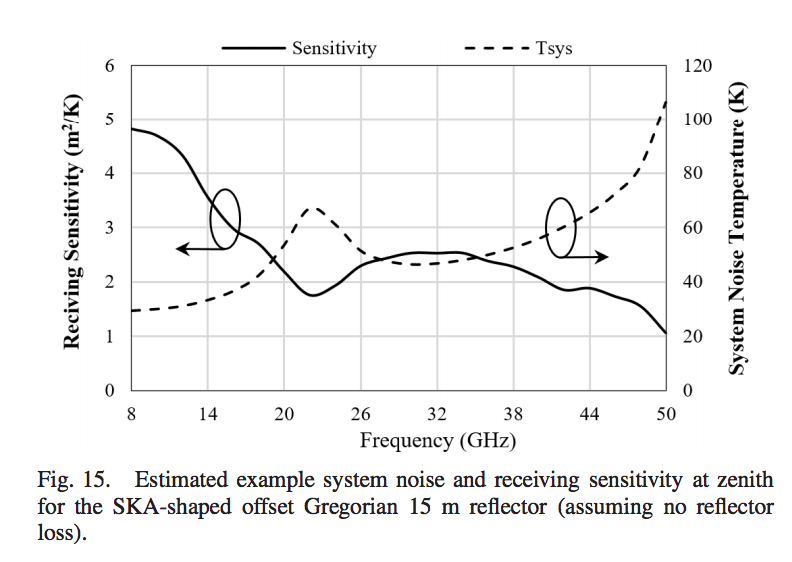 Sensitivity Tsys
6 120
5 100
4 80
3 60
2 40
1 20
0 0
8 14 20 26 32 38 44 50
Reciving Sensitivity (m²/K)
System Noise Temperature (K)
Frequency (GHz)
Fig. 15. Estimated example system noise and receiving sensitivity at zenith
for the SKA-shaped offset Gregorian 15 m reflector (assuming no reflector
loss).